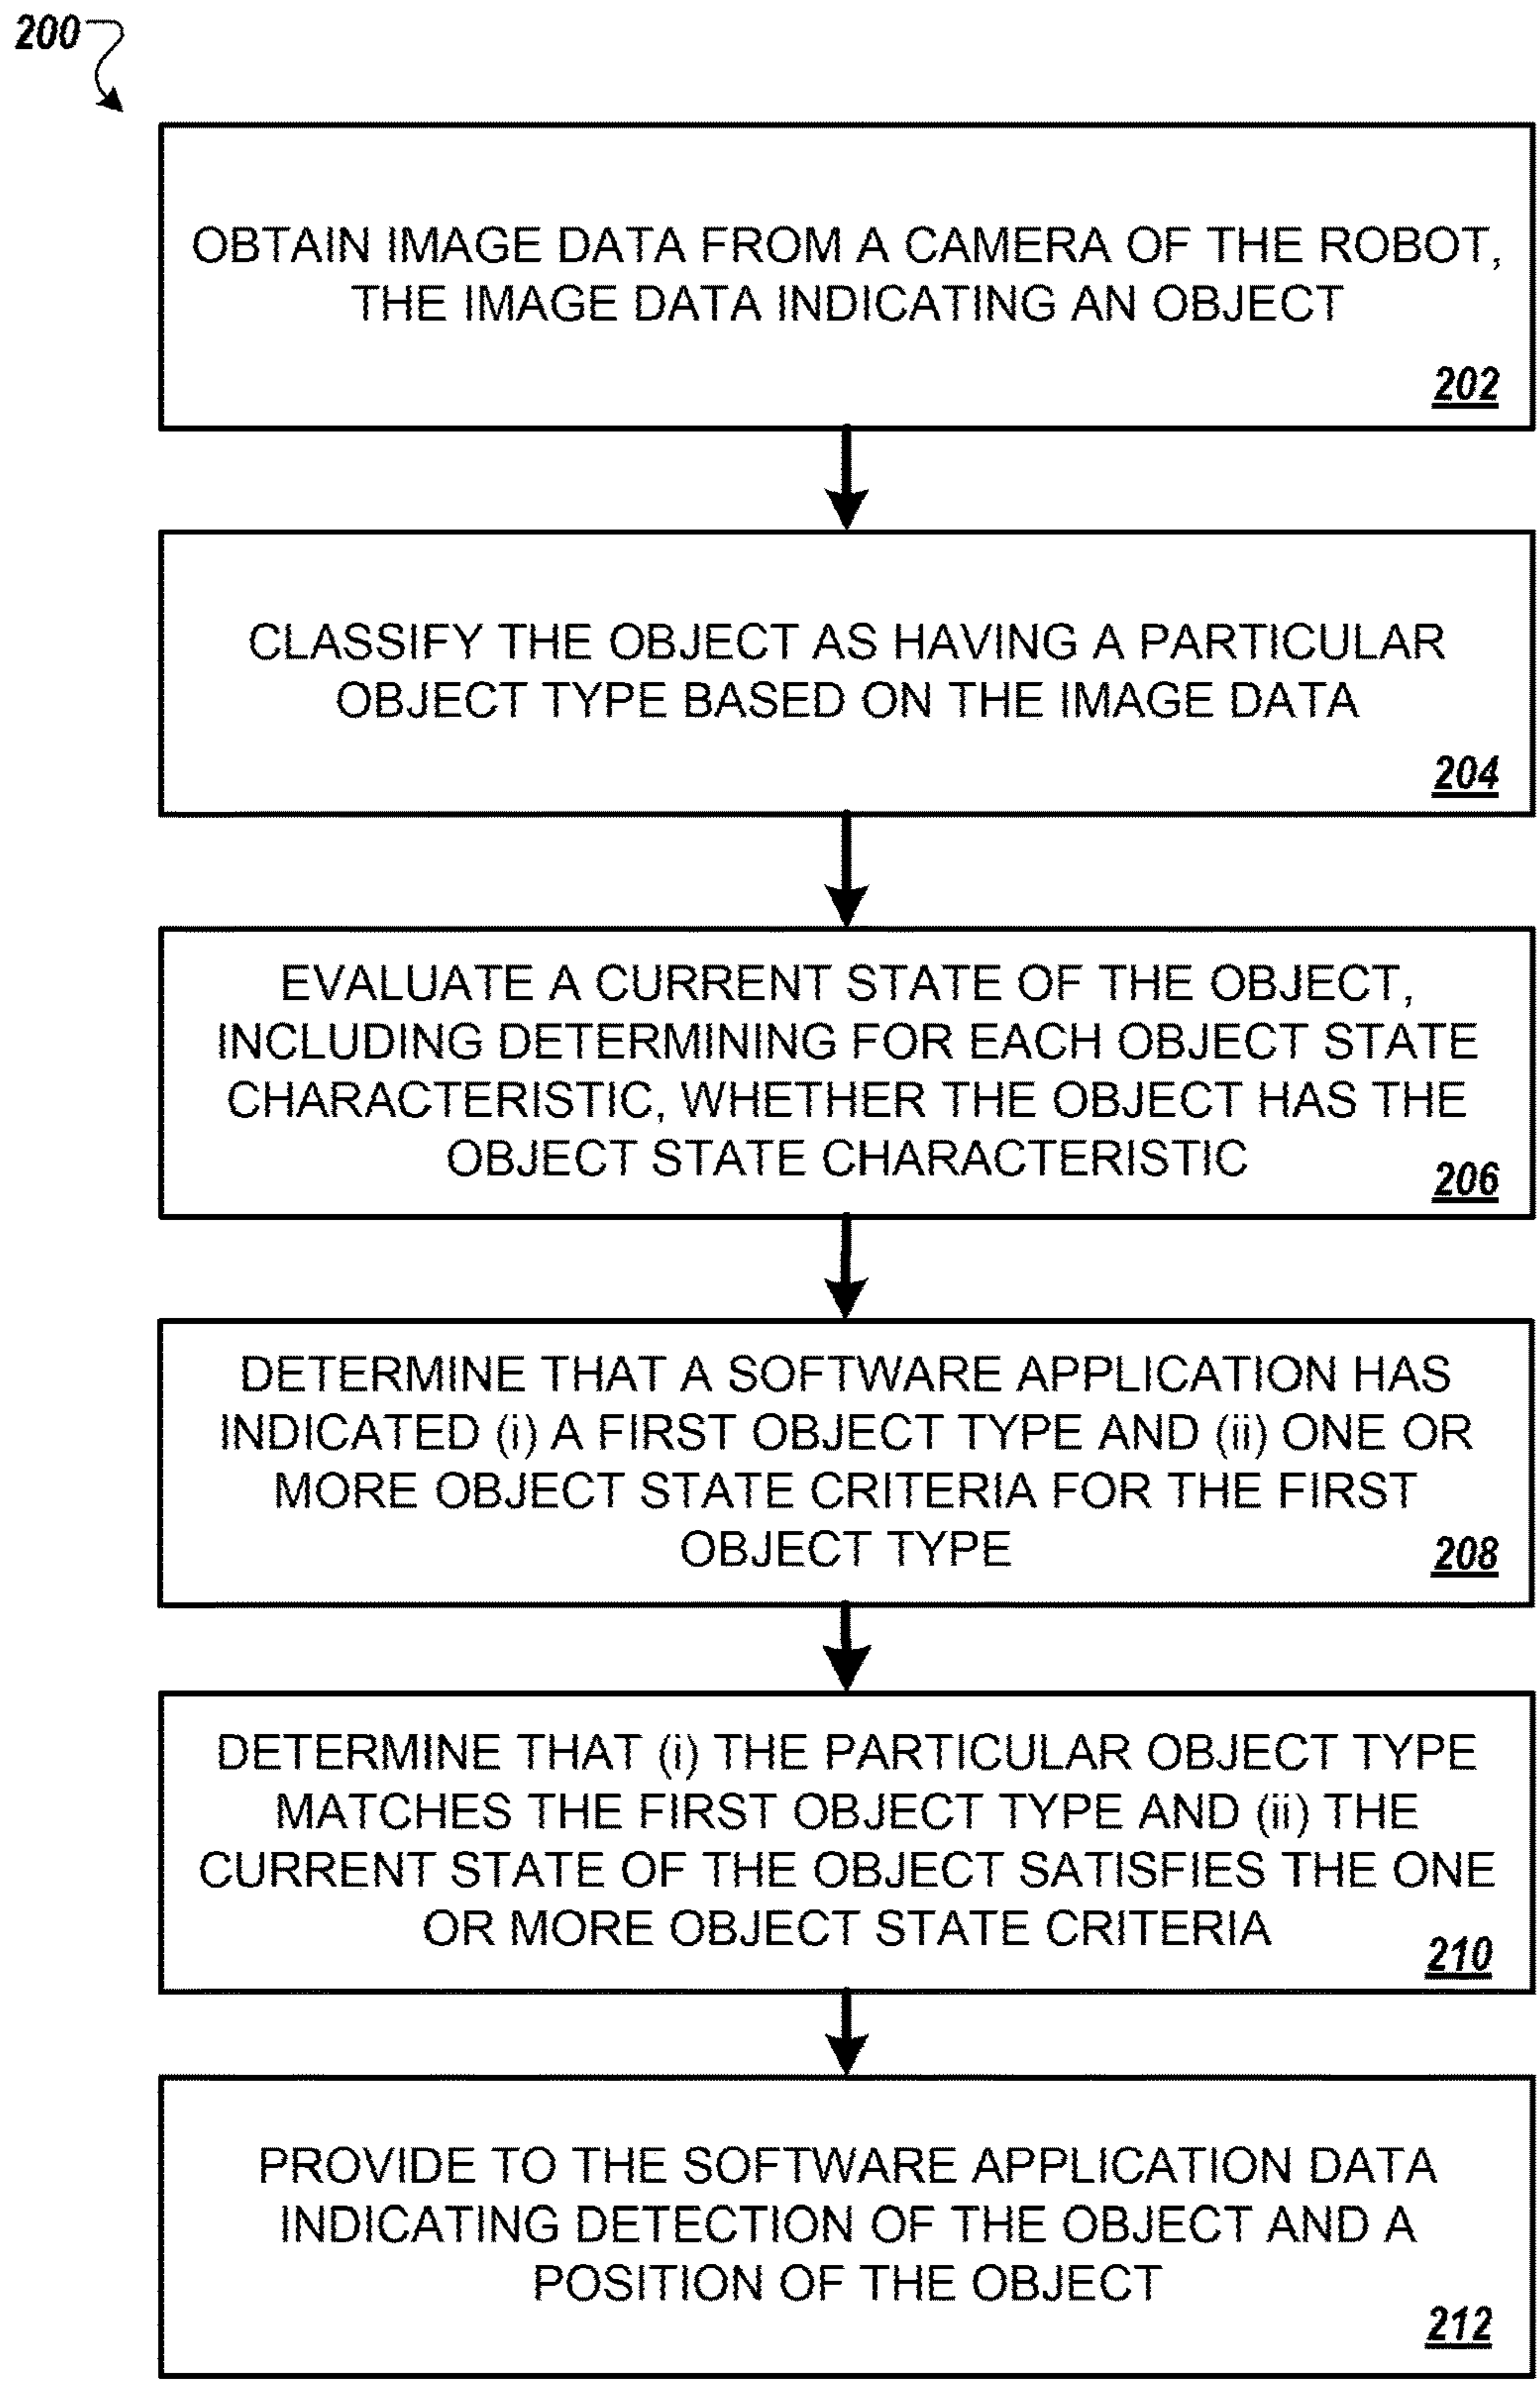 200
OBTAIN IMAGE DATA FROM A CAMERA OF THE ROBOT,
THE IMAGE DATA INDICATING AN OBJECT
202
CLASSIFY THE OBJECT AS HAVING A PARTICULAR
OBJECT TYPE BASED ON THE IMAGE DATA
204
EVALUATE A CURRENT STATE OF THE OBJECT,
INCLUDING DETERMINING FOR EACH OBJECT STATE
CHARACTERISTIC, WHETHER THE OBJECT HAS THE
OBJECT STATE CHARACTERISTIC
206
DETERMINE THAT A SOFTWARE APPLICATION HAS
INDICATED (i) A FIRST OBJECT TYPE AND (ii) ONE OR
MORE OBJECT STATE CRITERIA FOR THE FIRST
OBJECT TYPE
208
DETERMINE THAT (i) THE PARTICULAR OBJECT TYPE
MATCHES THE FIRST OBJECT TYPE AND (ii) THE
CURRENT STATE OF THE OBJECT SATISFIES THE ONE
OR MORE OBJECT STATE CRITERIA
210
PROVIDE TO THE SOFTWARE APPLICATION DATA
INDICATING DETECTION OF THE OBJECT AND A
POSITION OF THE OBJECT
212